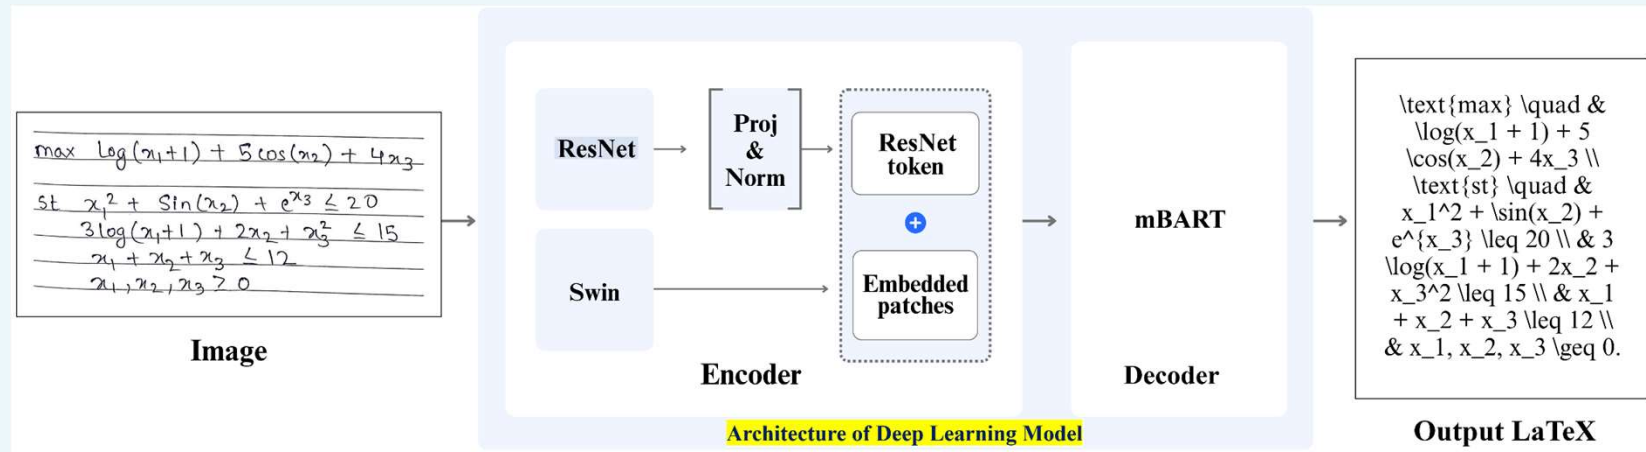 max log(x₁+1) + 5cos(x₂) + 4x₃
st x₁² + Sin(x₂) + e^x₃ ≤ 20
3log(x₁+1) + 2x₂ + x₃² ≤ 15
x₁ + x₂ + x₃ ≤ 12
x₁, x₂, x₃ ≥ 0
Image
ResNet
Proj
&
Norm
ResNet
token
+
Swin
Embedded
patches
Encoder
mBART
Decoder
Architecture of Deep Learning Model
\text{max} \quad &
\log(x_1 + 1) + 5
\cos(x_2) + 4x_3 \\
\text{st} \quad &
x_1^2 + \sin(x_2) +
e^{x_3} \leq 20 \\ & 3
\log(x_1 + 1) + 2x_2 +
x_3^2 \leq 15 \\ & x_1
+ x_2 + x_3 \leq 12 \\
& x_1, x_2, x_3 \geq 0.
Output LaTeX